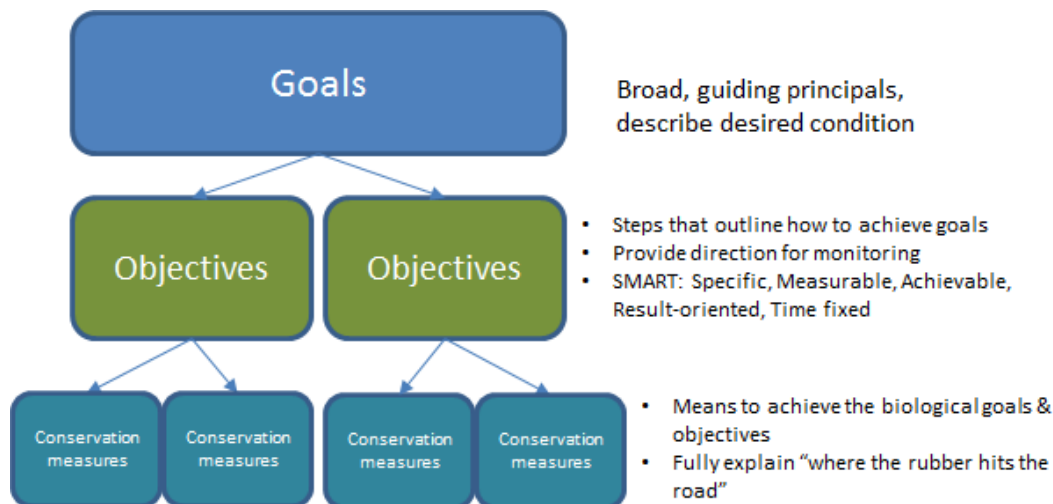 Goals
Broad, guiding principals,
describe desired condition
Objectives
Objectives
• Steps that outline how to achieve goals
• Provide direction for monitoring
• SMART: Specific, Measurable, Achievable,
Result-oriented, Time fixed
Conservation
measures
Conservation
measures
Conservation
measures
Conservation
measures
• Means to achieve the biological goals &
objectives
• Fully explain “where the rubber hits the
road”